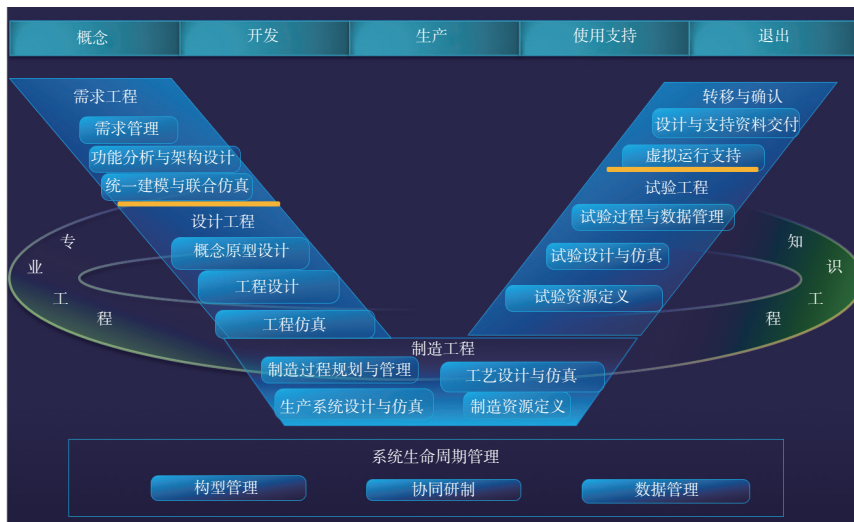 概念
开发
生产
使用支持
退出
需求工程
需求管理
功能分析与架构设计
统一建模与联合仿真
设计工程
概念原型设计
工程设计
工程仿真
制造工程
制造过程规划与管理
工艺设计与仿真
生产系统设计与仿真
制造资源定义
转移与确认
设计与支持资料交付
虚拟运行支持
试验工程
试验过程与数据管理
试验设计与仿真
试验资源定义
专业工程
知识工程
系统生命周期管理
构型管理
协同研制
数据管理